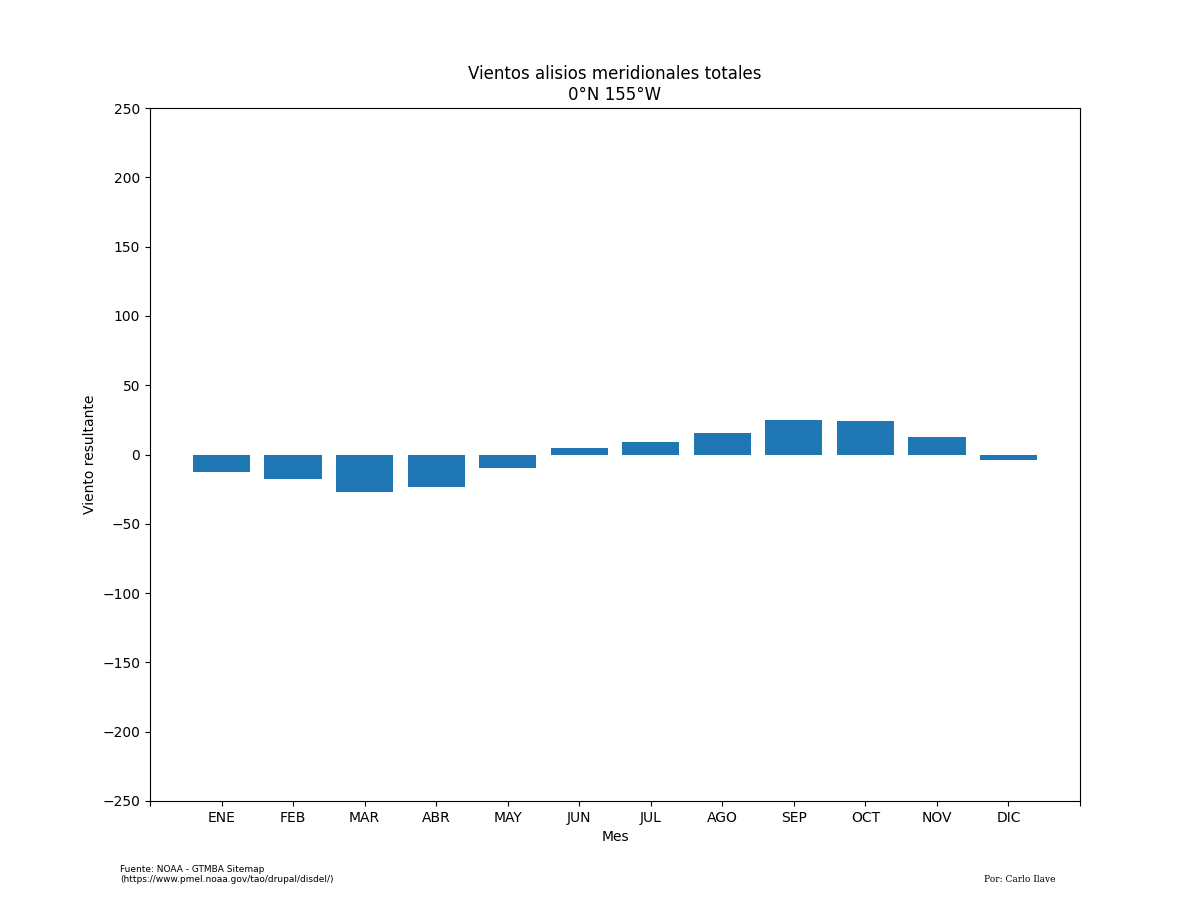 Vientos alisios meridionales totales
0°N 155°W
250
200
150
100
50
0
−50
−100
−150
−200
−250
Viento resultante
ENE FEB MAR ABR MAY JUN JUL AGO SEP OCT NOV DIC
Mes
Fuente: NOAA - GTMBA Sitemap
(https://www.pmel.noaa.gov/tao/drupal/disdel/)
Por: Carlo Ilave